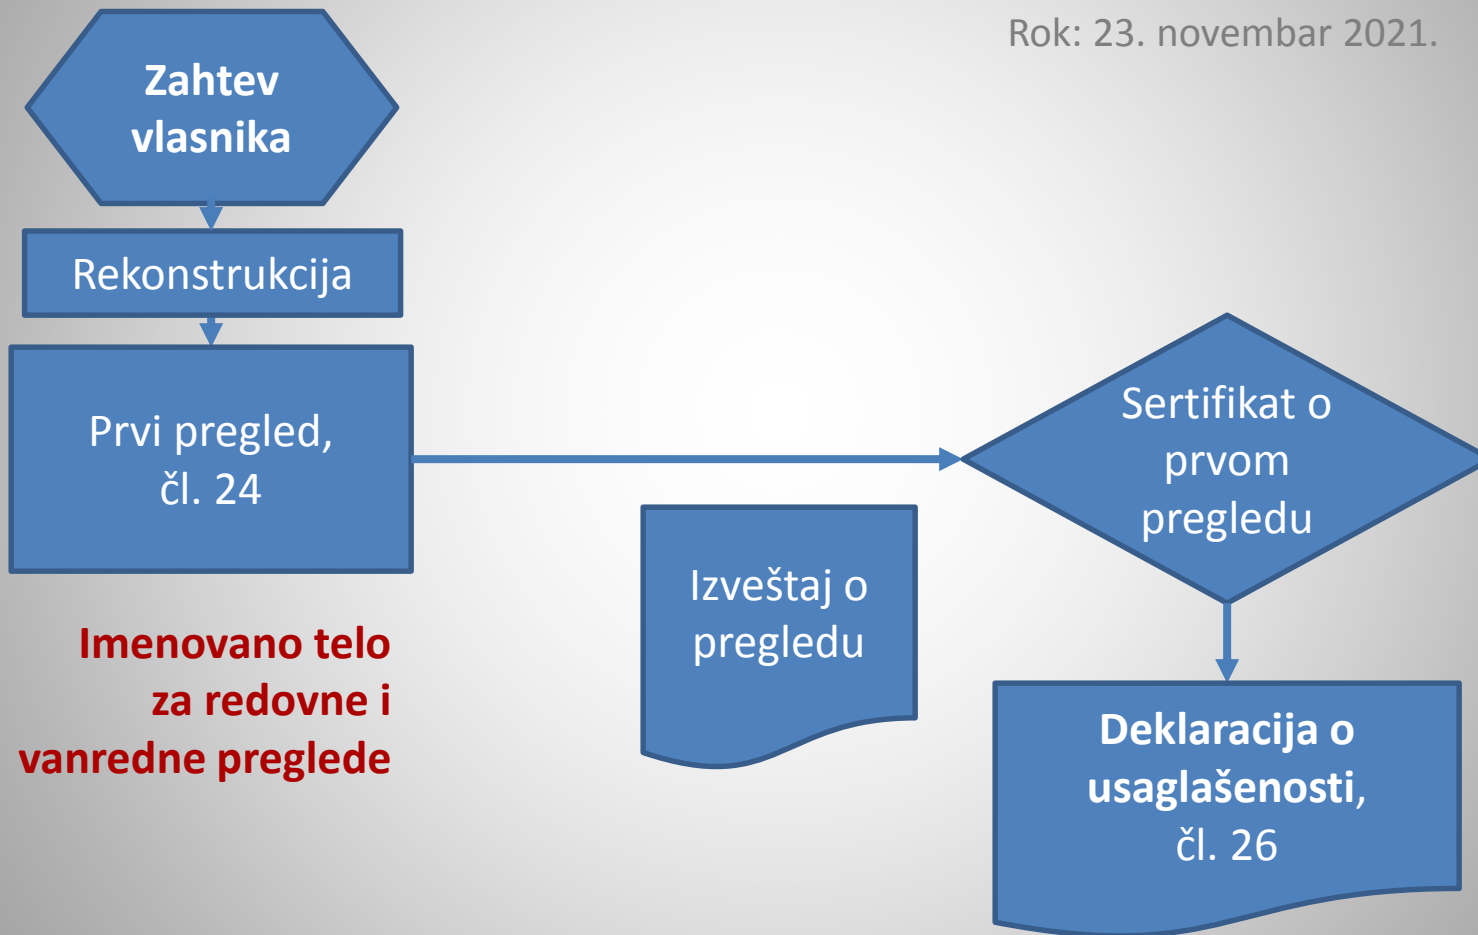 Rok: 23. novembar 2021.
Zahtev
vlasnika
Rekonstrukcija
Prvi pregled,
čl. 24
Imenovano telo
za redovne i
vanredne preglede
Izveštaj o
pregledu
Sertifikat o
prvom
pregledu
Deklaracija o
usaglašenosti,
čl. 26